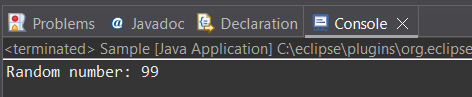 Problems @ Javadoc Declaration Console
<terminated> Sample [Java Application] C:\eclipse\plugins\org.eclipse
Random number: 99